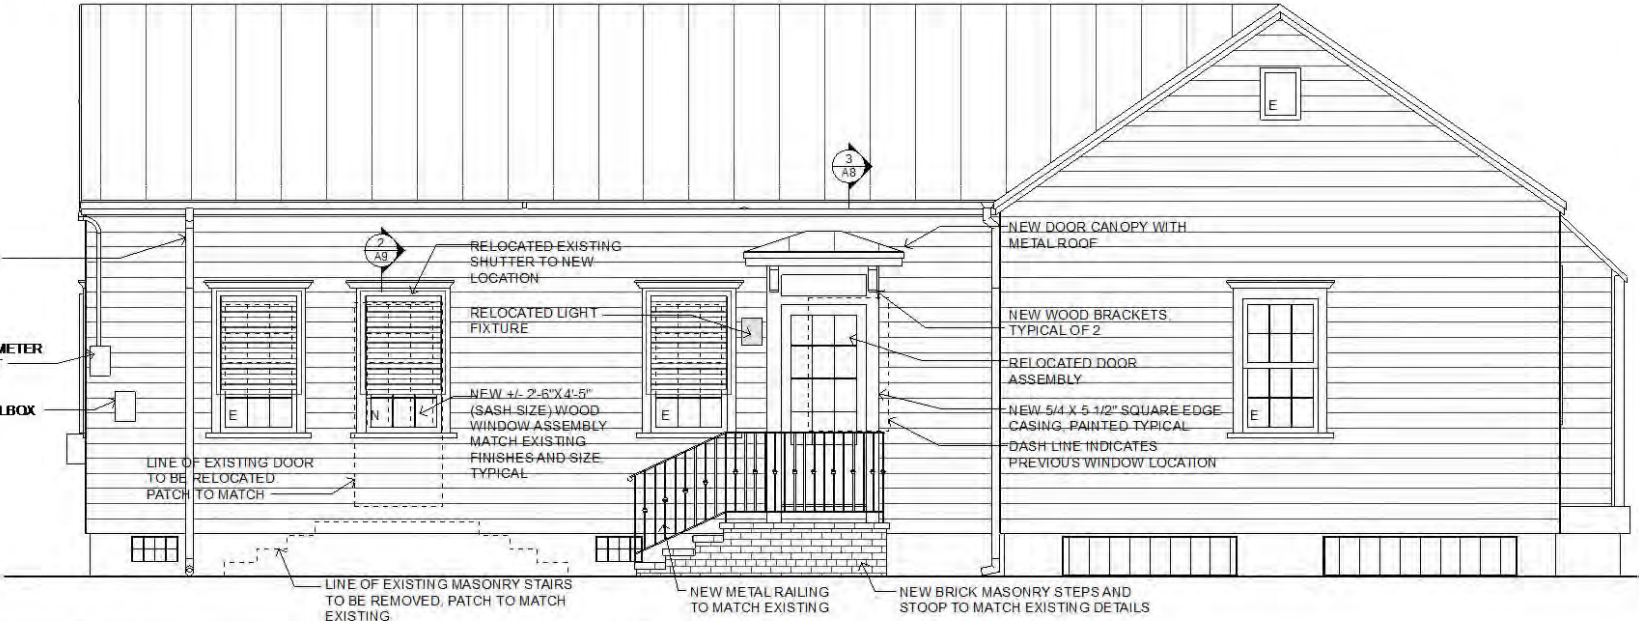 E
3
A8
NEW DOOR CANOPY WITH
METAL ROOF
2
A9
RELOCATED EXISTING
SHUTTER TO NEW
LOCATION
RELOCATED LIGHT
FIXTURE
NEW WOOD BRACKETS,
TYPICAL OF 2
METER
RELOCATED DOOR
ASSEMBLY
LBOX
E
N
NEW +/- 2'-6"X4'-5"
(SASH SIZE) WOOD
WINDOW ASSEMBLY
MATCH EXISTING
FINISHES AND SIZE,
TYPICAL
E
NEW 5/4 X 5 1/2" SQUARE EDGE
CASING, PAINTED TYPICAL
E
DASH LINE INDICATES
PREVIOUS WINDOW LOCATION
LINE OF EXISTING DOOR
TO BE RELOCATED.
PATCH TO MATCH
LINE OF EXISTING MASONRY STAIRS
TO BE REMOVED, PATCH TO MATCH
EXISTING
NEW METAL RAILING
TO MATCH EXISTING
NEW BRICK MASONRY STEPS AND
STOOP TO MATCH EXISTING DETAILS